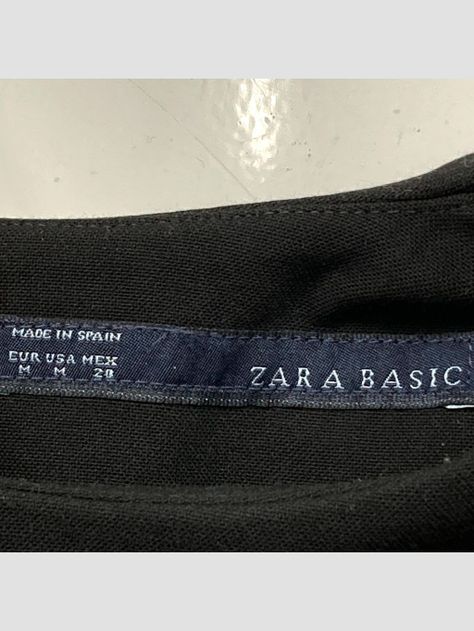 MADE IN SPAIN
EUR USA MEX
M M 28
ZARA BASIC